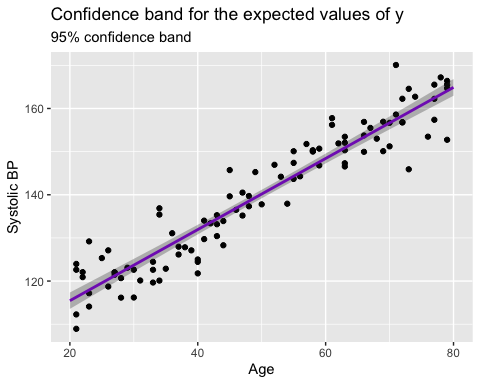 Confidence band for the expected values of y
95% confidence band
160
140
120
Systolic BP
20
40
60
80
Age